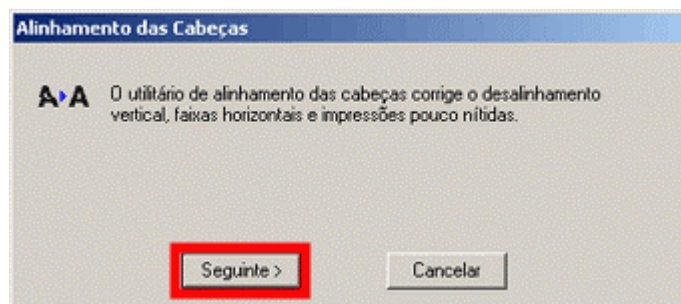 Alinhamento das Cabeças
A A O utilitário de alinhamento das cabeças corrige o desalinhamento
vertical, faixas horizontais e impressões pouco nítidas.
Seguinte > Cancelar